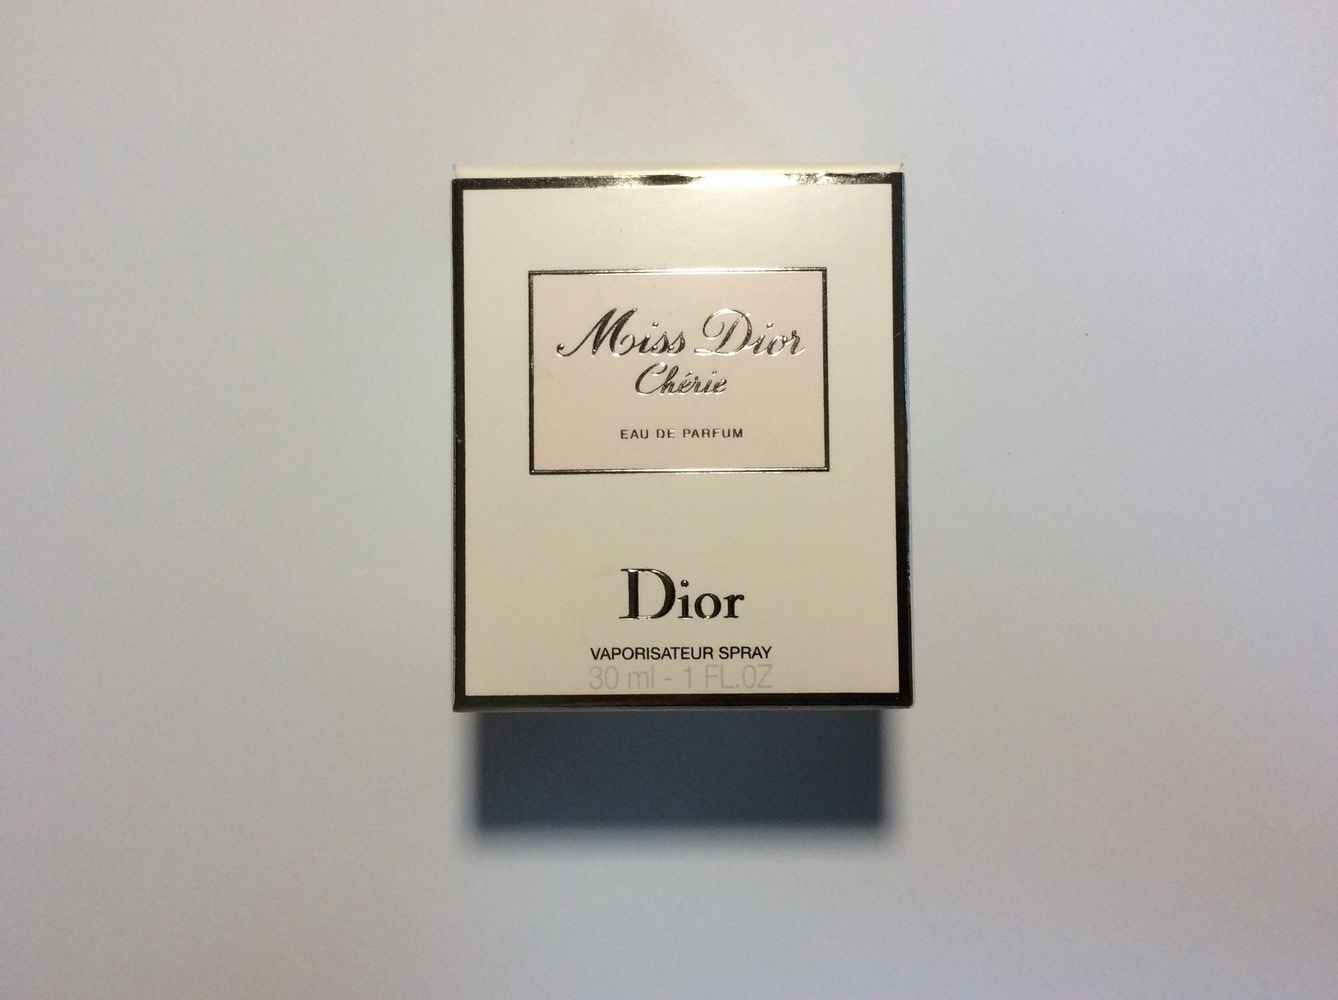 Miss Dior
Chérie
EAU DE PARFUM
Dior
VAPORISATEUR SPRAY
30 ml - 1 FL.OZ